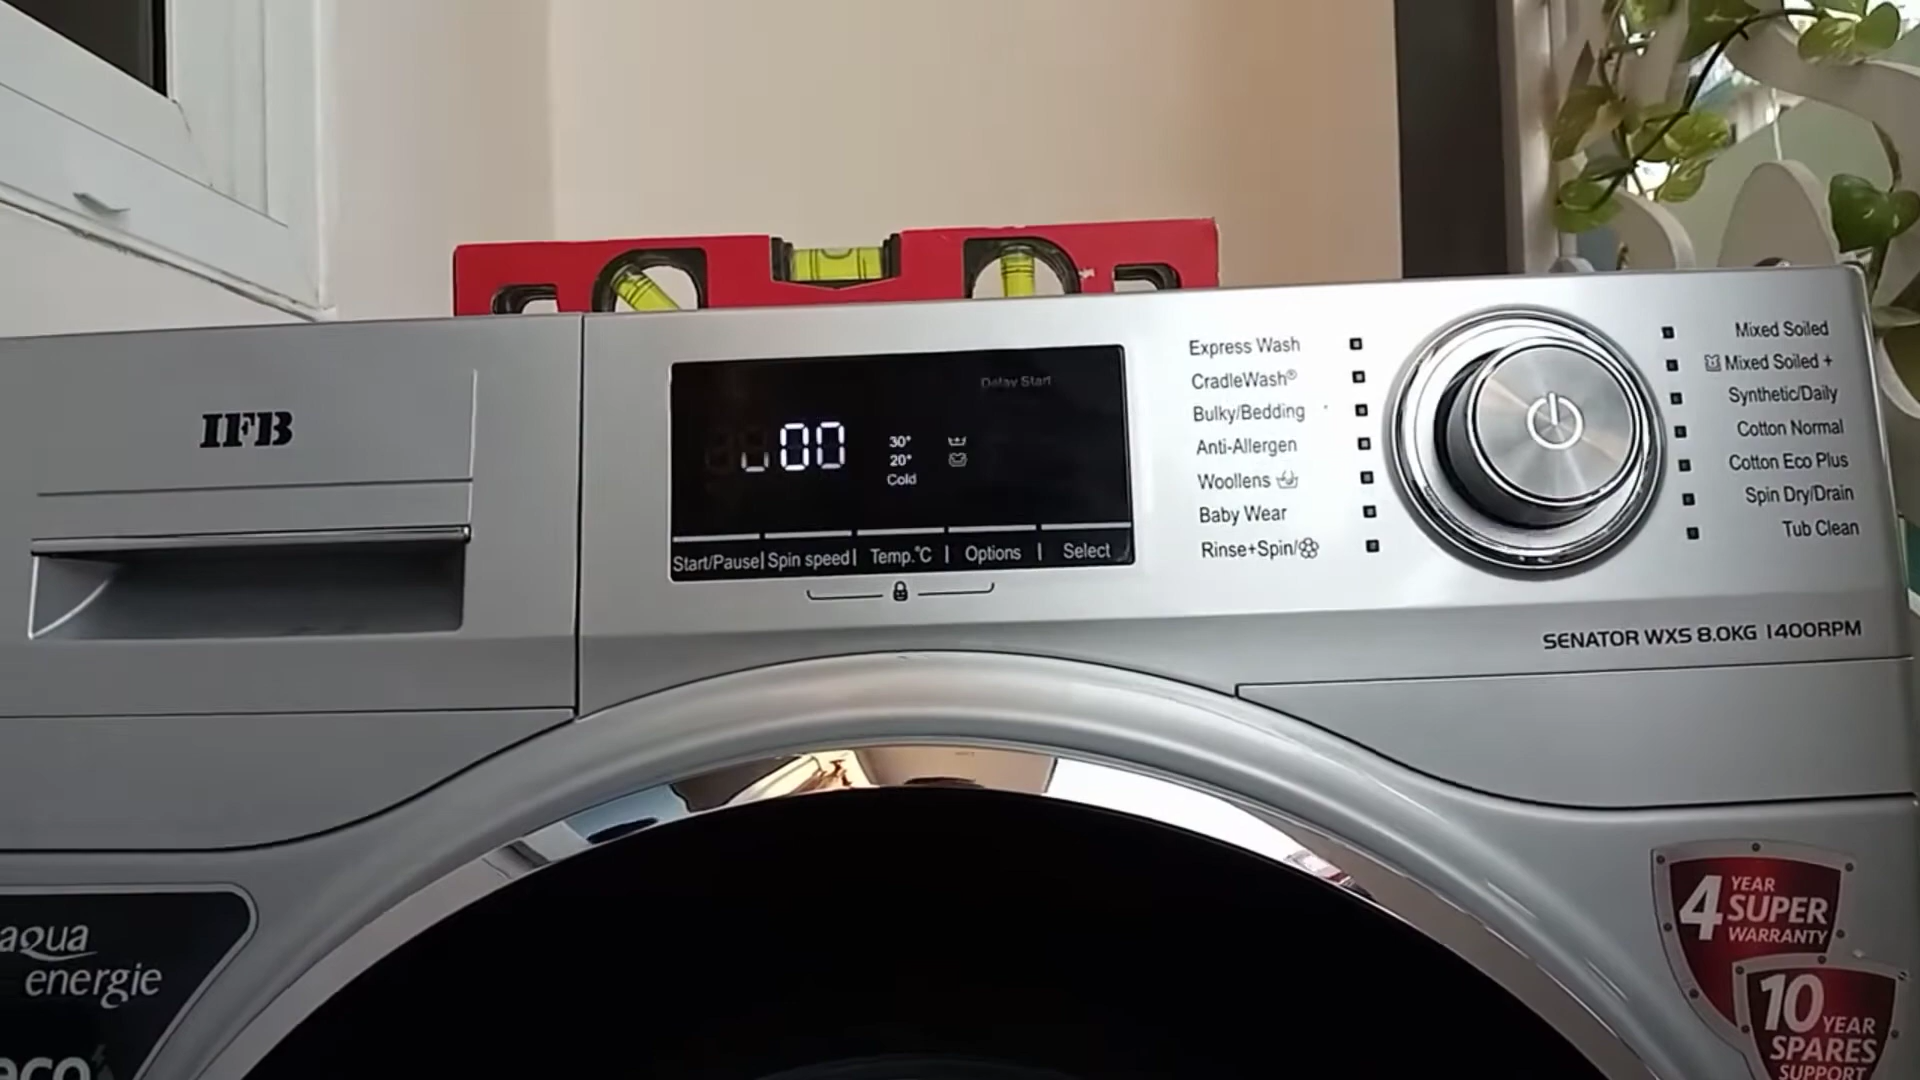 IFB
Delay Start
00
30°
20°
Cold
Start/Pause| Spin speed| Temp.°C | Options | Select
Express Wash
CradleWash®
Bulky/Bedding
Anti-Allergen
Woollens
Baby Wear
Rinse+Spin/
Mixed Soiled
Mixed Soiled +
Synthetic/Daily
Cotton Normal
Cotton Eco Plus
Spin Dry/Drain
Tub Clean
SENATOR WXS 8.0KG 1400RPM
aqua
energie
eco
4 YEAR
SUPER
WARRANTY
10 YEAR
SPARES
SUPPORT